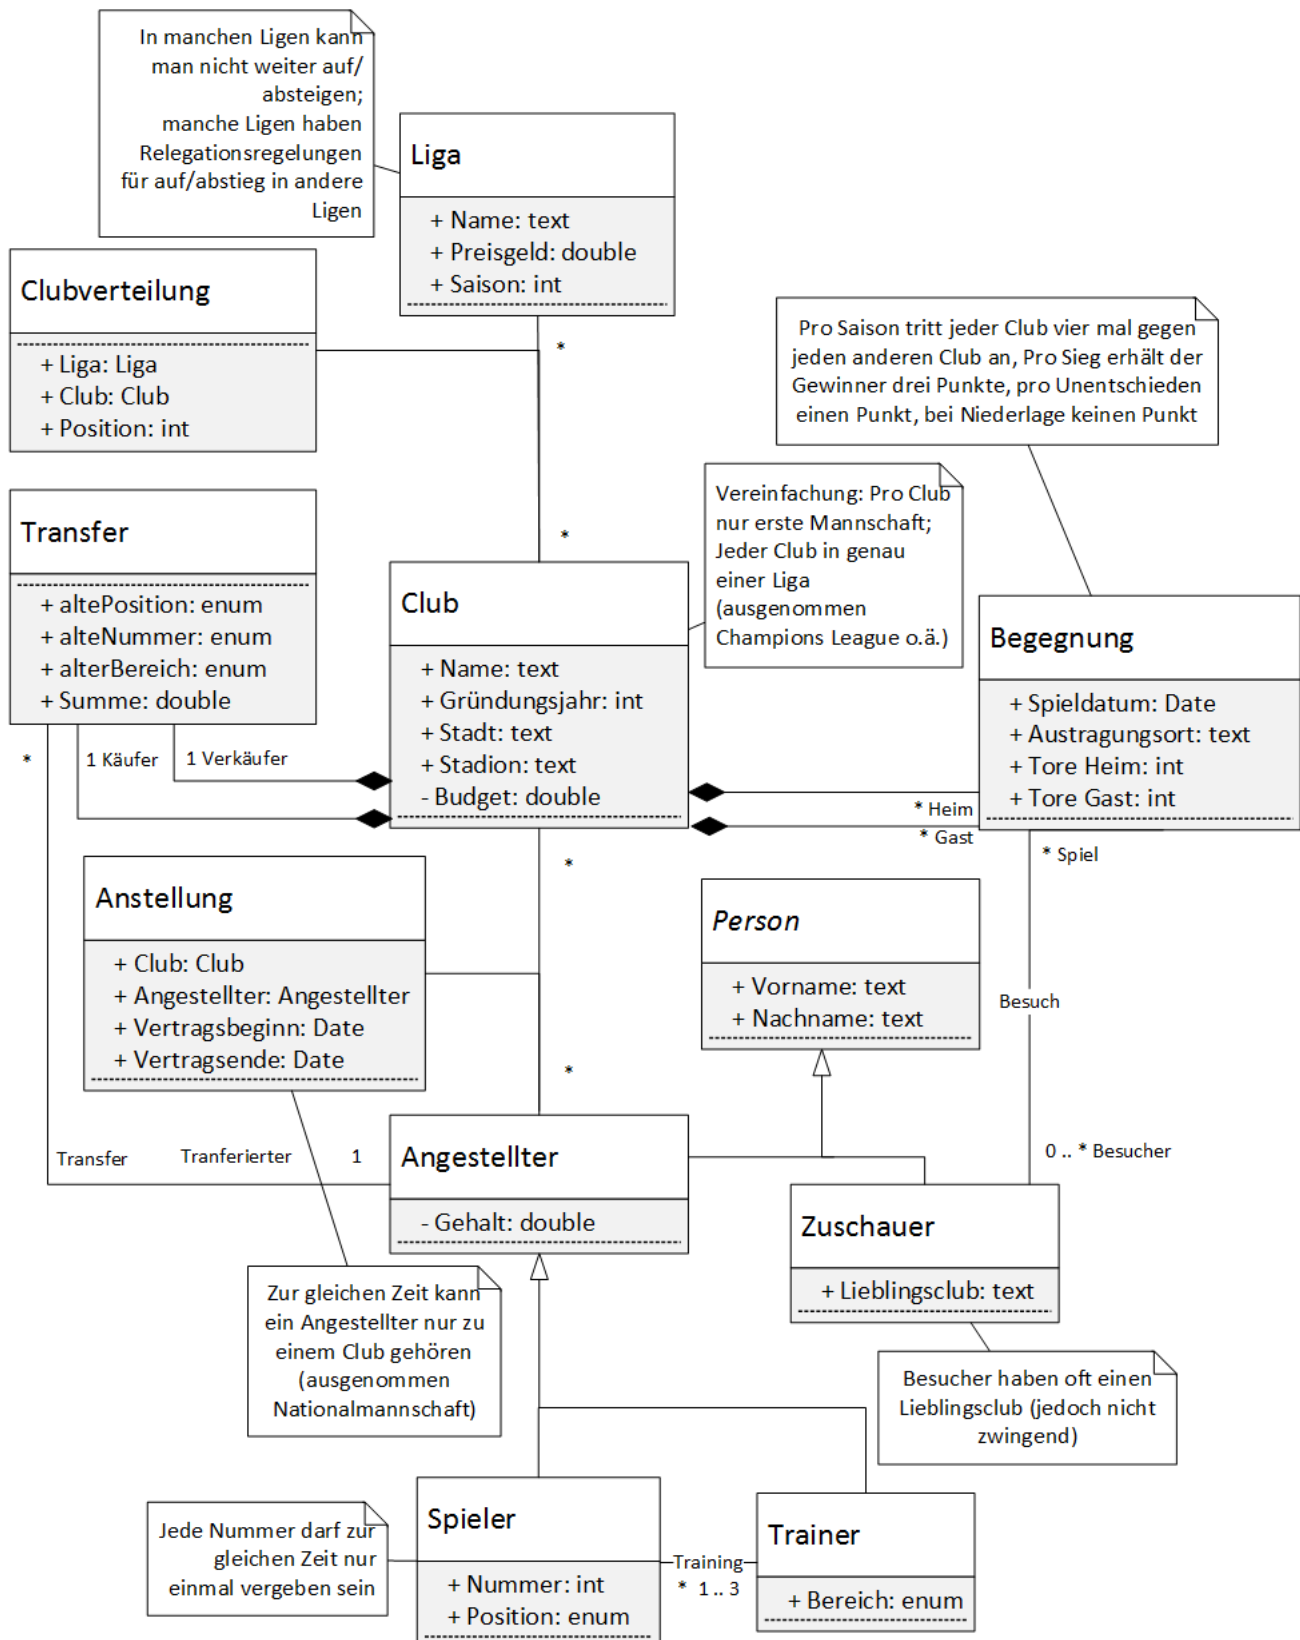 In manchen Ligen kann
man nicht weiter auf/
absteigen;
manche Ligen haben
Relegationsregelungen
für auf/abstieg in andere
Ligen
Liga
+ Name: text
+ Preisgeld: double
+ Saison: int
*
Clubverteilung
+ Liga: Liga
+ Club: Club
+ Position: int
Pro Saison tritt jeder Club vier mal gegen
jeden anderen Club an, Pro Sieg erhält der
Gewinner drei Punkte, pro Unentschieden
einen Punkt, bei Niederlage keinen Punkt
Transfer
+ altePosition: enum
+ alteNummer: enum
+ alterBereich: enum
+ Summe: double
*
1 Käufer
1 Verkäufer
*
Club
+ Name: text
+ Gründungsjahr: int
+ Stadt: text
+ Stadion: text
- Budget: double
*
Vereinfachung: Pro Club
nur erste Mannschaft;
Jeder Club in genau
einer Liga
(ausgenommen
Champions League o.ä.)
Begegnung
+ Spieldatum: Date
+ Austragungsort: text
+ Tore Heim: int
+ Tore Gast: int
* Heim
* Gast
* Spiel
Anstellung
+ Club: Club
+ Angestellter: Angestellter
+ Vertragsbeginn: Date
+ Vertragsende: Date
Person
+ Vorname: text
+ Nachname: text
Besuch
*
Transfer
Tranferierter
1
Angestellter
- Gehalt: double
0 .. * Besucher
Zuschauer
+ Lieblingsclub: text
Zur gleichen Zeit kann
ein Angestellter nur zu
einem Club gehören
(ausgenommen
Nationalmannschaft)
Besucher haben oft einen
Lieblingsclub (jedoch nicht
zwingend)
Jede Nummer darf zur
gleichen Zeit nur
einmal vergeben sein
Spieler
+ Nummer: int
+ Position: enum
Training
* 1 .. 3
Trainer
+ Bereich: enum